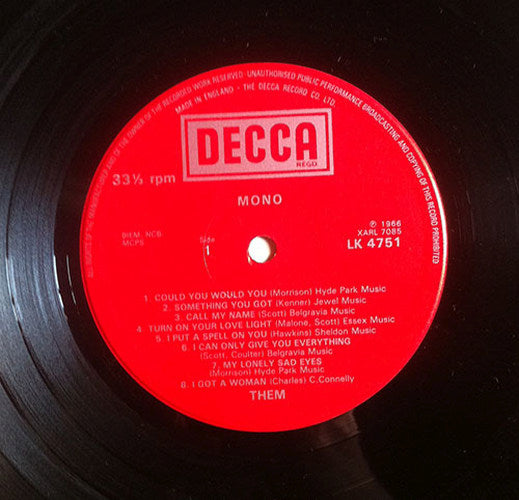 ALL RIGHTS OF THE MANUFACTURER AND OF THE OWNER OF THE RECORDED WORK RESERVED · UNAUTHORISED PUBLIC PERFORMANCE BROADCASTING AND COPYING OF THIS RECORD PROHIBITED
MADE IN ENGLAND · THE DECCA RECORD CO. LTD.
DECCA
REGD
33⅓ rpm
MONO
BIEM. NCB
MCPS
Side
1
℗ 1966
XARL 7085
LK 4751
1. COULD YOU WOULD YOU (Morrison) Hyde Park Music
2. SOMETHING YOU GOT (Kenner) Jewel Music
3. CALL MY NAME (Scott) Belgravia Music
4. TURN ON YOUR LOVE LIGHT (Malone, Scott) Essex Music
5. I PUT A SPELL ON YOU (Hawkins) Sheldon Music
6. I CAN ONLY GIVE YOU EVERYTHING
(Scott, Coulter) Belgravia Music
7. MY LONELY SAD EYES
(Morrison) Hyde Park Music
8. I GOT A WOMAN (Charles) C.Connelly
THEM